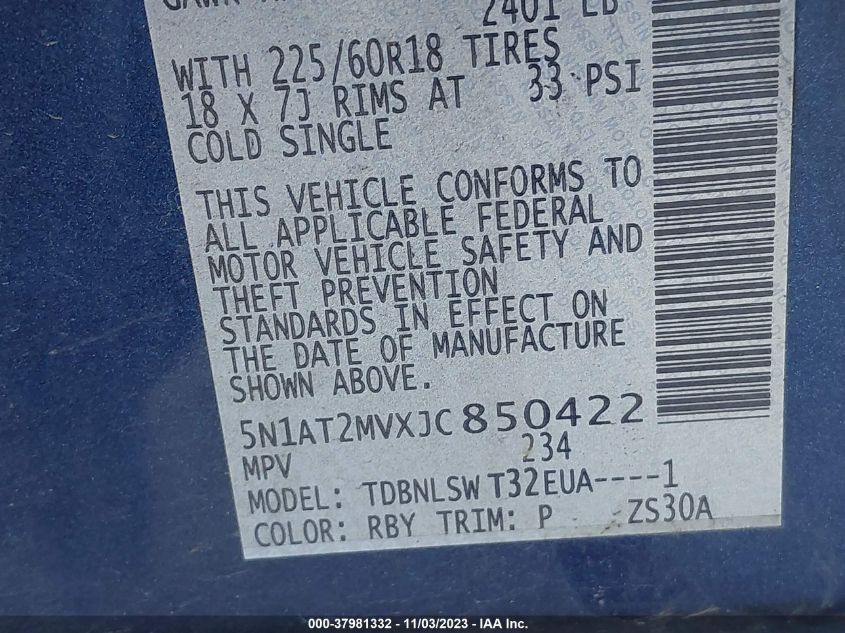 2401 LB
WITH 225/60R18 TIRES
18 X 7J RIMS AT 33 PSI
COLD SINGLE
THIS VEHICLE CONFORMS TO
ALL APPLICABLE FEDERAL
MOTOR VEHICLE SAFETY AND
THEFT PREVENTION
STANDARDS IN EFFECT ON
THE DATE OF MANUFACTURE
SHOWN ABOVE.
5N1AT2MVXJC850422
MPV 234
MODEL: TDBNLSW T32EUA----1
COLOR: RBY TRIM: P ZS30A
000-37981332 - 11/03/2023 - IAA Inc.